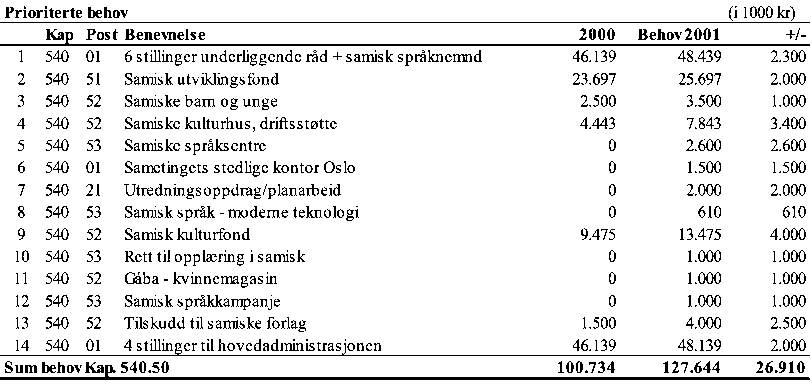 Prioriterte behov (i 1000 kr)
Kap Post Benevnelse 2000 Behov 2001 +/-
1 540 01 6 stillinger underliggende råd + samisk språknemnd 46.139 48.439 2.300
2 540 51 Samisk utviklingsfond 23.697 25.697 2.000
3 540 52 Samiske barn og unge 2.500 3.500 1.000
4 540 52 Samiske kulturhus, driftsstøtte 4.443 7.843 3.400
5 540 53 Samiske språksentre 0 2.600 2.600
6 540 01 Sametingets stedlige kontor Oslo 0 1.500 1.500
7 540 21 Utredningsoppdrag/planarbeid 0 2.000 2.000
8 540 53 Samisk språk - moderne teknologi 0 610 610
9 540 52 Samisk kulturfond 9.475 13.475 4.000
10 540 53 Rett til opplæring i samisk 0 1.000 1.000
11 540 52 Gába - kvinnemagasin 0 1.000 1.000
12 540 53 Samisk språkkampanje 0 1.000 1.000
13 540 52 Tilskudd til samiske forlag 1.500 4.000 2.500
14 540 01 4 stillinger til hovedadministrasjonen 46.139 48.139 2.000
Sum behov Kap. 540.50 100.734 127.644 26.910